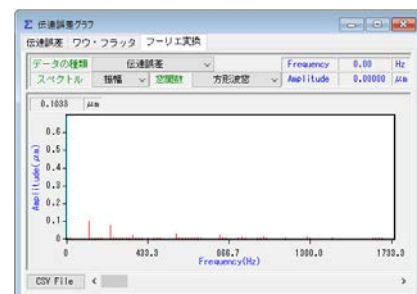 Σ 伝達誤差グラフ
伝達誤差 ワウ・フラッタ フーリエ変換
データの種類 伝達誤差 Frequency 0.00 Hz
スペクトル 振幅 窓関数 方形波窓 Amplitude 0.00000 μm
0.1033 μm
Amplitude(μm)
0.6
0.5
0.4
0.3
0.2
0.1
0
0 433.3 866.7 1300.0 1733.3
Frequency(Hz)
CSV File